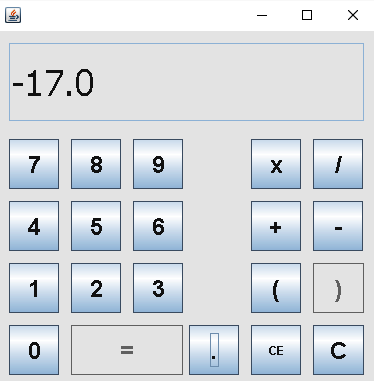 -17.0
7 8 9 x /
4 5 6 + -
1 2 3 ( )
0 = . CE C